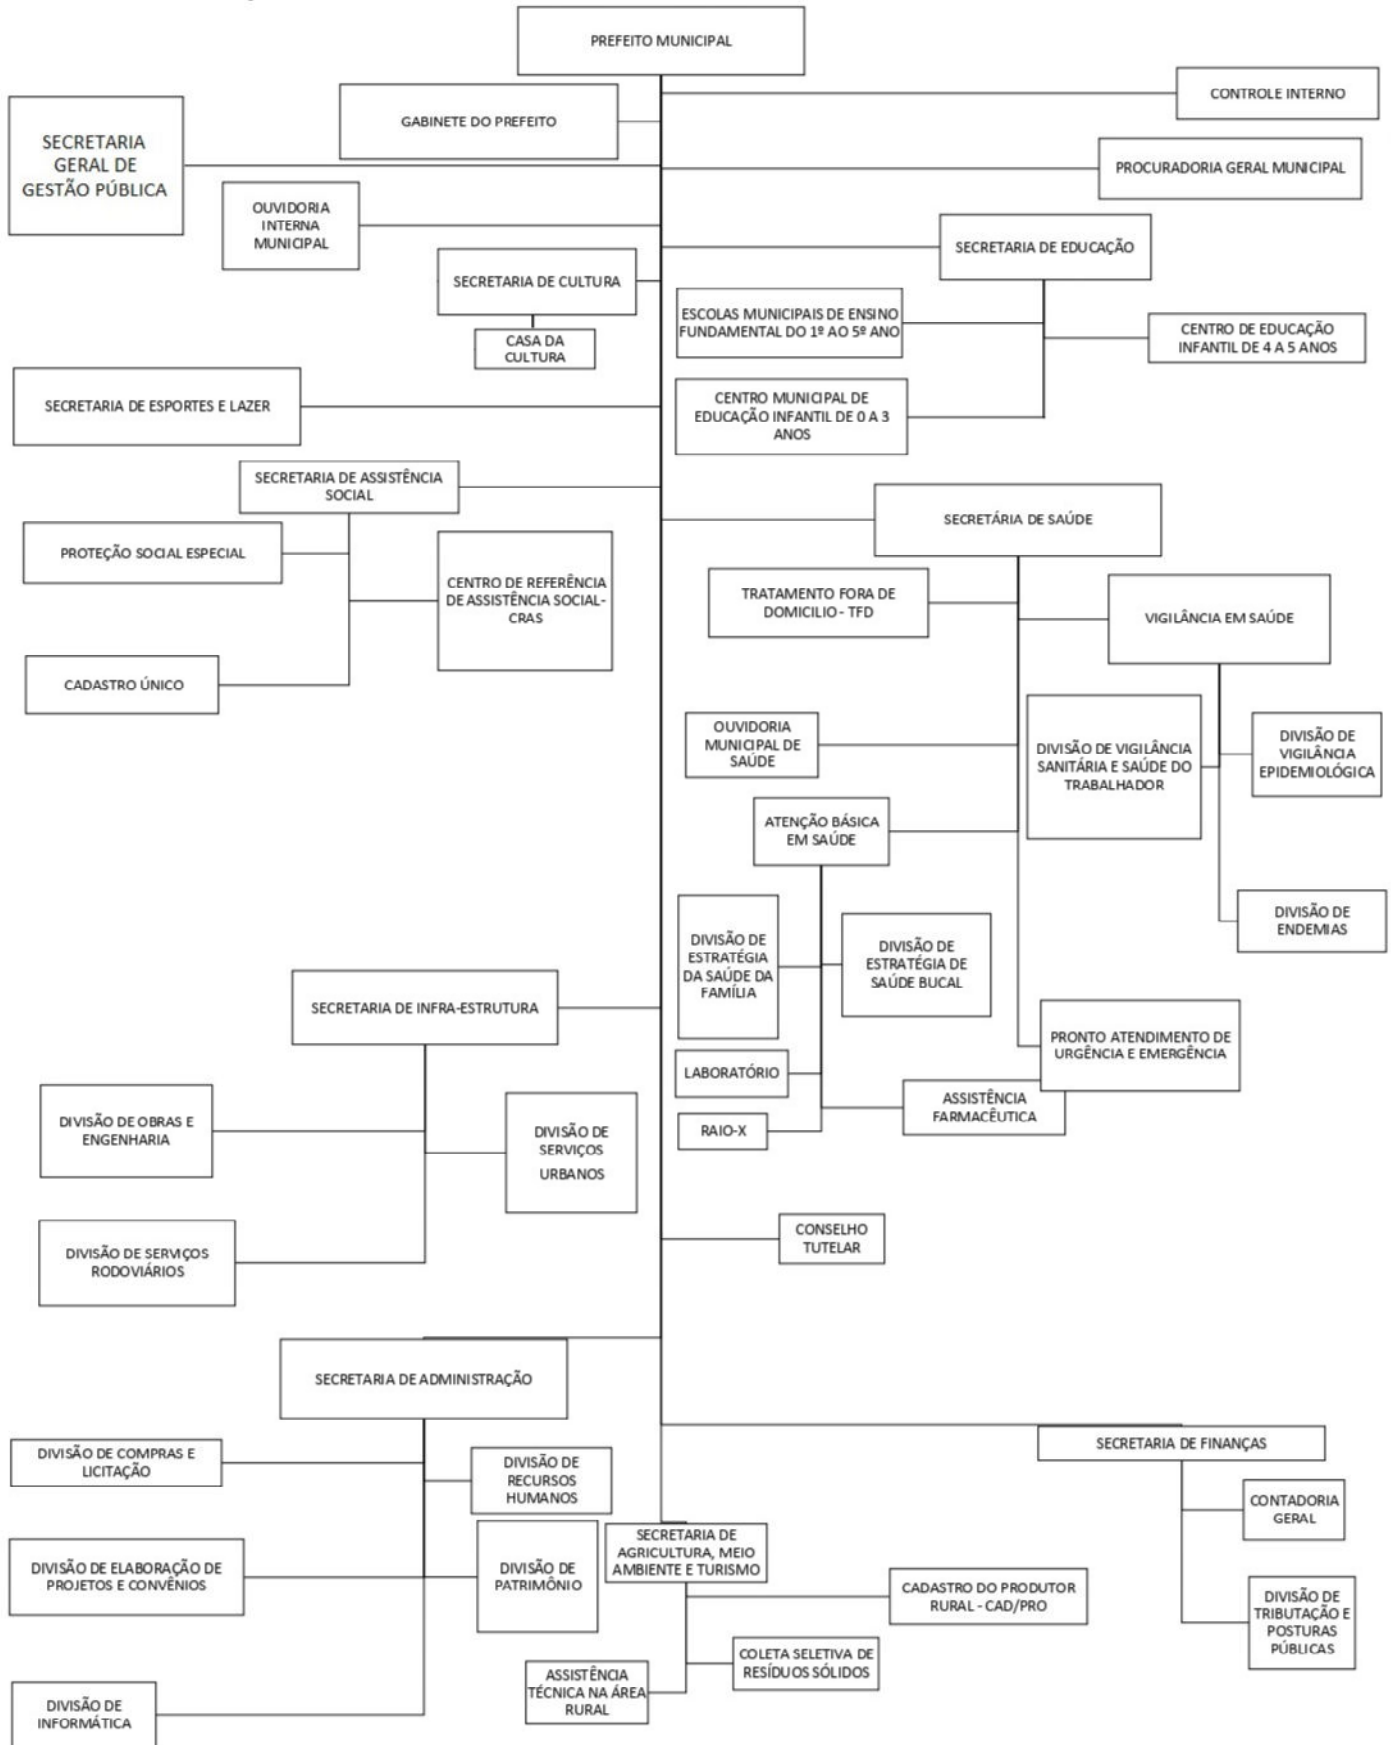 PREFEITO MUNICIPAL
CONTROLE INTERNO
GABINETE DO PREFEITO
SECRETARIA
GERAL DE
GESTÃO PÚBLICA
PROCURADORIA GERAL MUNICIPAL
OUVIDORIA
INTERNA
MUNICIPAL
SECRETARIA DE EDUCAÇÃO
SECRETARIA DE CULTURA
ESCOLAS MUNICIPAIS DE ENSINO
FUNDAMENTAL DO 1º AO 5º ANO
CENTRO DE EDUCAÇÃO
INFANTIL DE 4 A 5 ANOS
CASA DA
CULTURA
SECRETARIA DE ESPORTES E LAZER
CENTRO MUNICIPAL DE
EDUCAÇÃO INFANTIL DE 0 A 3
ANOS
SECRETARIA DE ASSISTÊNCIA
SOCIAL
SECRETÁRIA DE SAÚDE
PROTEÇÃO SOCIAL ESPECIAL
CENTRO DE REFERÊNCIA
DE ASSISTÊNCIA SOCIAL-
CRAS
TRATAMENTO FORA DE
DOMICILIO - TFD
VIGILÂNCIA EM SAÚDE
CADASTRO ÚNICO
OUVIDORIA
MUNICIPAL DE
SAÚDE
DIVISÃO DE VIGILÂNCIA
SANITÁRIA E SAÚDE DO
TRABALHADOR
DIVISÃO DE
VIGILÂNCIA
EPIDEMIOLÓGICA
ATENÇÃO BÁSICA
EM SAÚDE
DIVISÃO DE
ENDEMIAS
DIVISÃO DE
ESTRATÉGIA
DA SAÚDE DA
FAMÍLIA
DIVISÃO DE
ESTRATÉGIA DE
SAÚDE BUCAL
SECRETARIA DE INFRA-ESTRUTURA
PRONTO ATENDIMENTO DE
URGÊNCIA E EMERGÊNCIA
LABORATÓRIO
ASSISTÊNCIA
FARMACÊUTICA
RAIO-X
DIVISÃO DE OBRAS E
ENGENHARIA
DIVISÃO DE
SERVIÇOS
URBANOS
CONSELHO
TUTELAR
DIVISÃO DE SERVIÇOS
RODOVIÁRIOS
SECRETARIA DE ADMINISTRAÇÃO
SECRETARIA DE FINANÇAS
DIVISÃO DE COMPRAS E
LICITAÇÃO
DIVISÃO DE
RECURSOS
HUMANOS
CONTADORIA
GERAL
SECRETARIA DE
AGRICULTURA, MEIO
AMBIENTE E TURISMO
DIVISÃO DE ELABORAÇÃO DE
PROJETOS E CONVÊNIOS
DIVISÃO DE
PATRIMÔNIO
CADASTRO DO PRODUTOR
RURAL - CAD/PRO
DIVISÃO DE
TRIBUTAÇÃO E
POSTURAS
PÚBLICAS
COLETA SELETIVA DE
RESÍDUOS SÓLIDOS
ASSISTÊNCIA
TÉCNICA NA ÁREA
RURAL
DIVISÃO DE
INFORMÁTICA